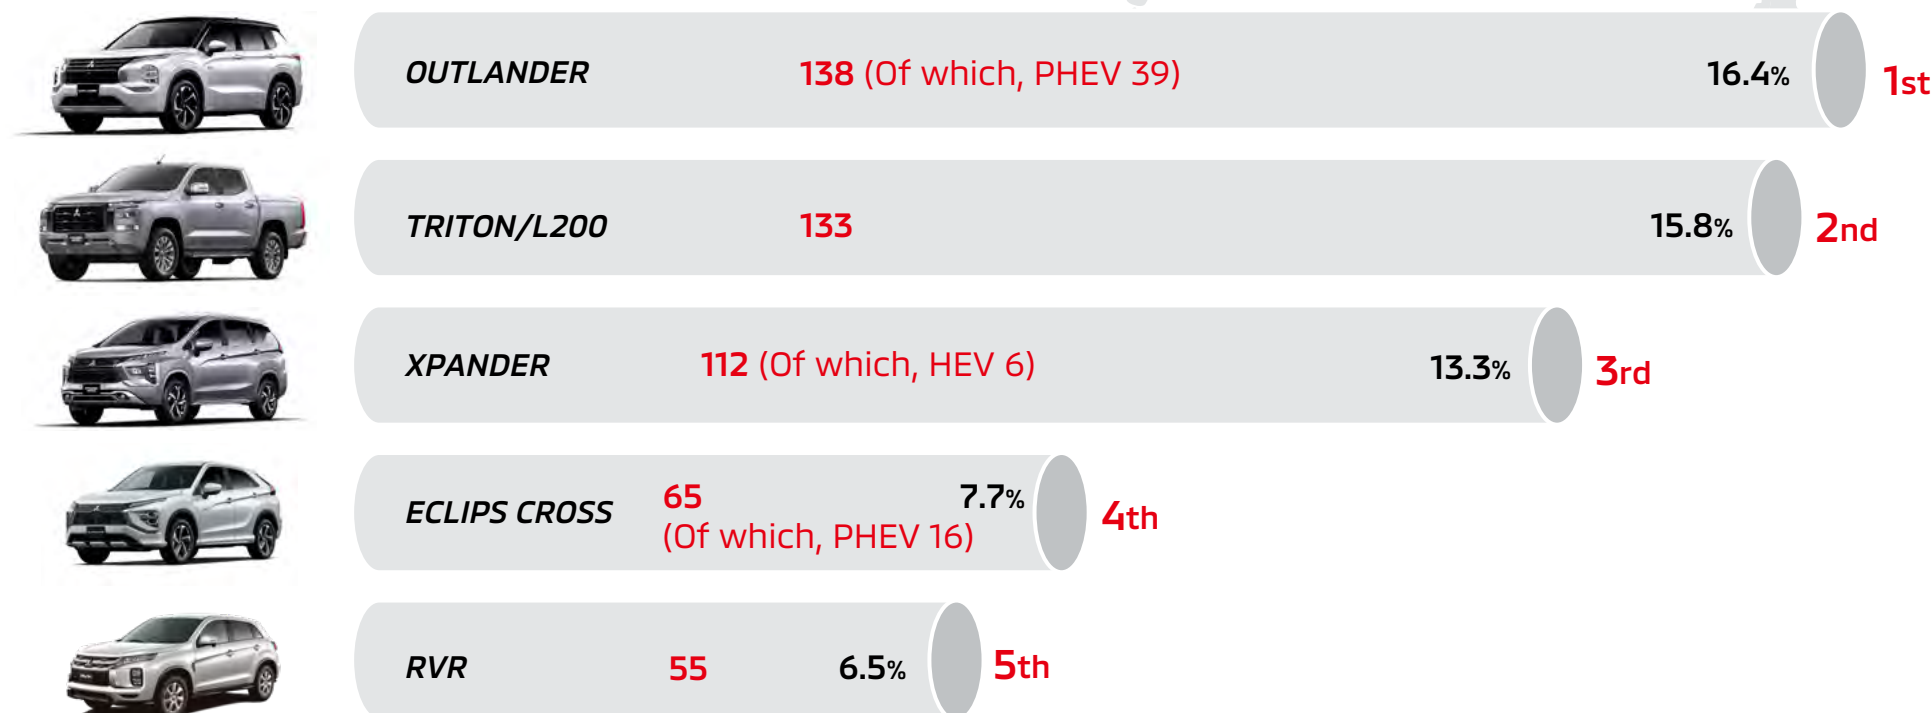 OUTLANDER 138 (Of which, PHEV 39) 16.4% 1st
TRITON/L200 133 15.8% 2nd
XPANDER 112 (Of which, HEV 6) 13.3% 3rd
ECLIPS CROSS 65 7.7% 4th
(Of which, PHEV 16)
RVR 55 6.5% 5th